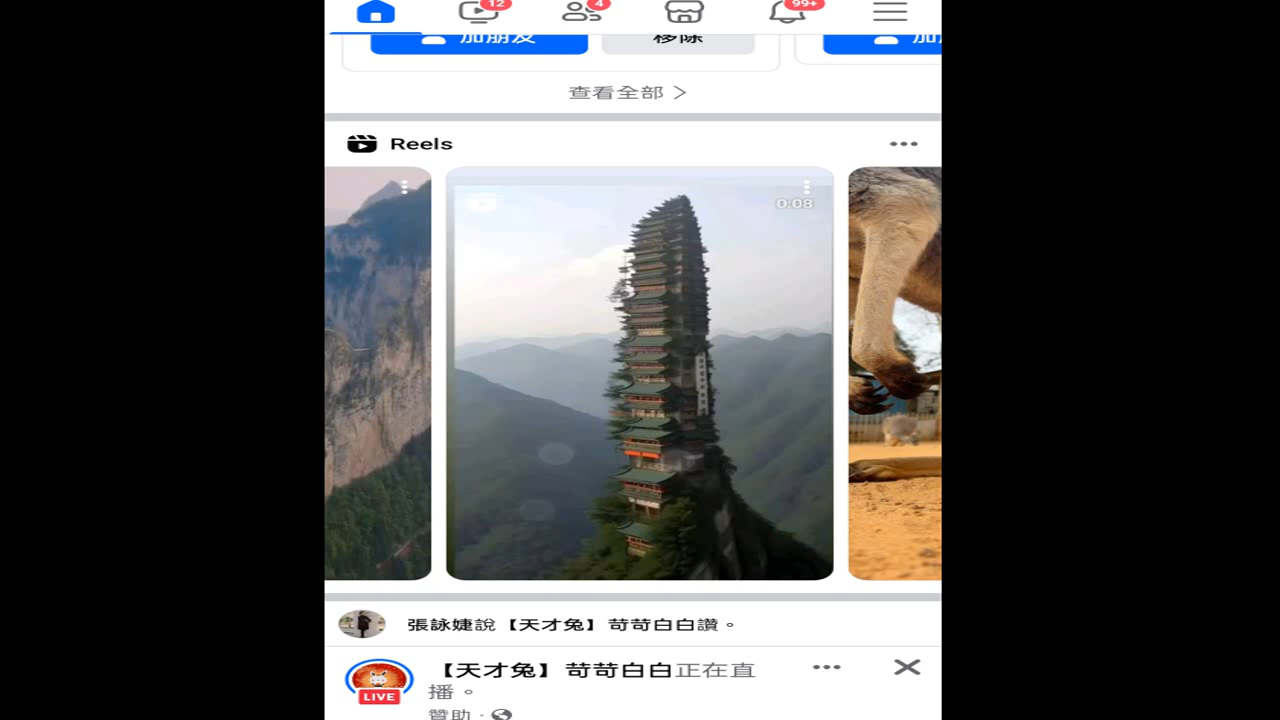 12
4
99+
加朋友
移除
查看全部 >
Reels
0:08
張詠婕說【天才兔】苛苛白白讚。
【天才兔】苛苛白白正在直
播。
LIVE
贊助 ·